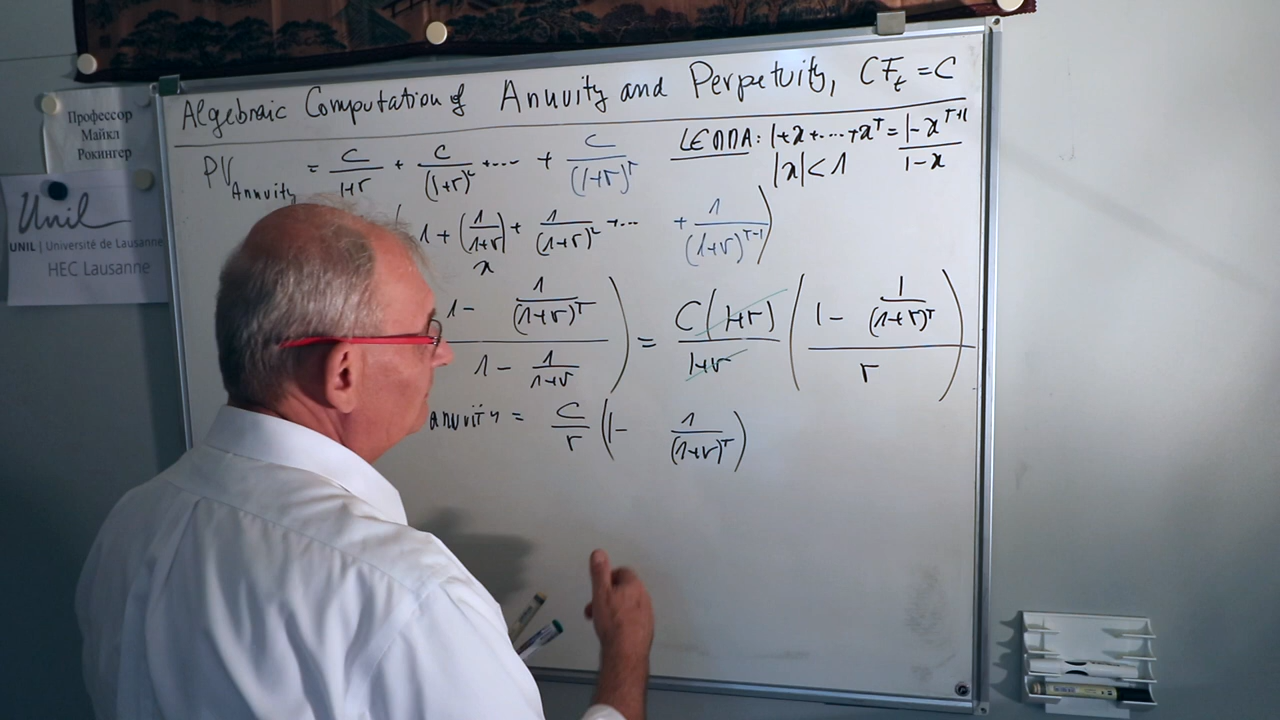 Algebraic Computation of Annuity and Perpetuity, CF_t = C
Профессор
Майкл
Рокингер
Unil
UNIL | Université de Lausanne
HEC Lausanne
PV_Annuity = C/(1+r) + C/(1+r)^2 + ... + C/(1+r)^T
LEMMA: 1+x+....+x^T = (1-x^(T+1))/(1-x)
|x| < 1
(1 + (1/(1+r)) + 1/(1+r)^2 + ... + 1/(1+r)^(T-1))
x
(1 - 1/(1+r)^T)/(1 - 1/(1+r))) = C(1+r)/(1+r) ((1 - 1/(1+r)^T)/r)
annuity = C/r (1 - 1/(1+r)^T)